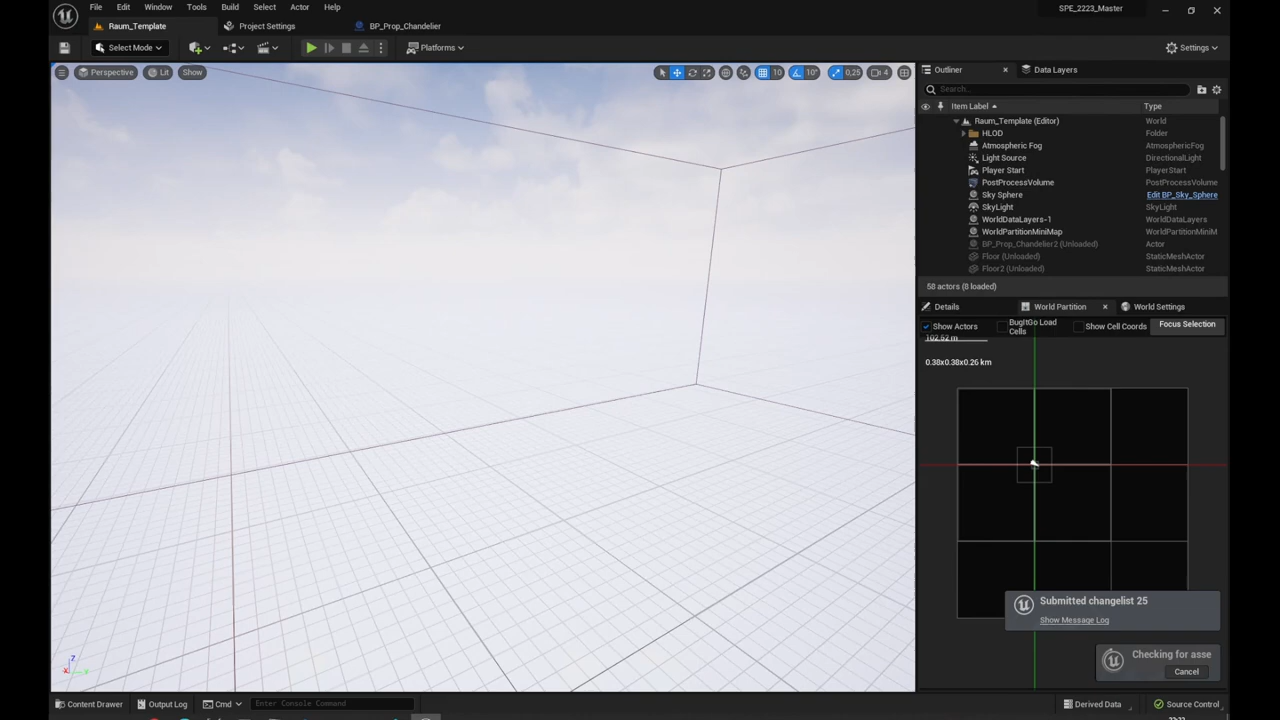 File Edit Window Tools Build Select Actor Help
SPE_2223_Master
Raum_Template
Project Settings
BP_Prop_Chandelier
Select Mode
Platforms
Settings
Perspective
Lit
Show
10
10°
0,25
4
Outliner
Data Layers
Search...
Item Label
Type
Raum_Template (Editor)
World
HLOD
Folder
Atmospheric Fog
AtmosphericFog
Light Source
DirectionalLight
Player Start
PlayerStart
PostProcessVolume
PostProcessVolume
Sky Sphere
Edit BP_Sky_Sphere
SkyLight
SkyLight
WorldDataLayers-1
WorldDataLayers
WorldPartitionMiniMap
WorldPartitionMiniM
BP_Prop_Chandelier2 (Unloaded)
Actor
Floor (Unloaded)
StaticMeshActor
Floor2 (Unloaded)
StaticMeshActor
58 actors (8 loaded)
Details
World Partition
World Settings
Show Actors
BugItGo Load
Cells
Show Cell Coords
Focus Selection
0.38x0.38x0.26 km
Submitted changelist 25
Show Message Log
Checking for asse
Cancel
Z
X
Y
Content Drawer
Output Log
Cmd
Enter Console Command
Derived Data
Source Control